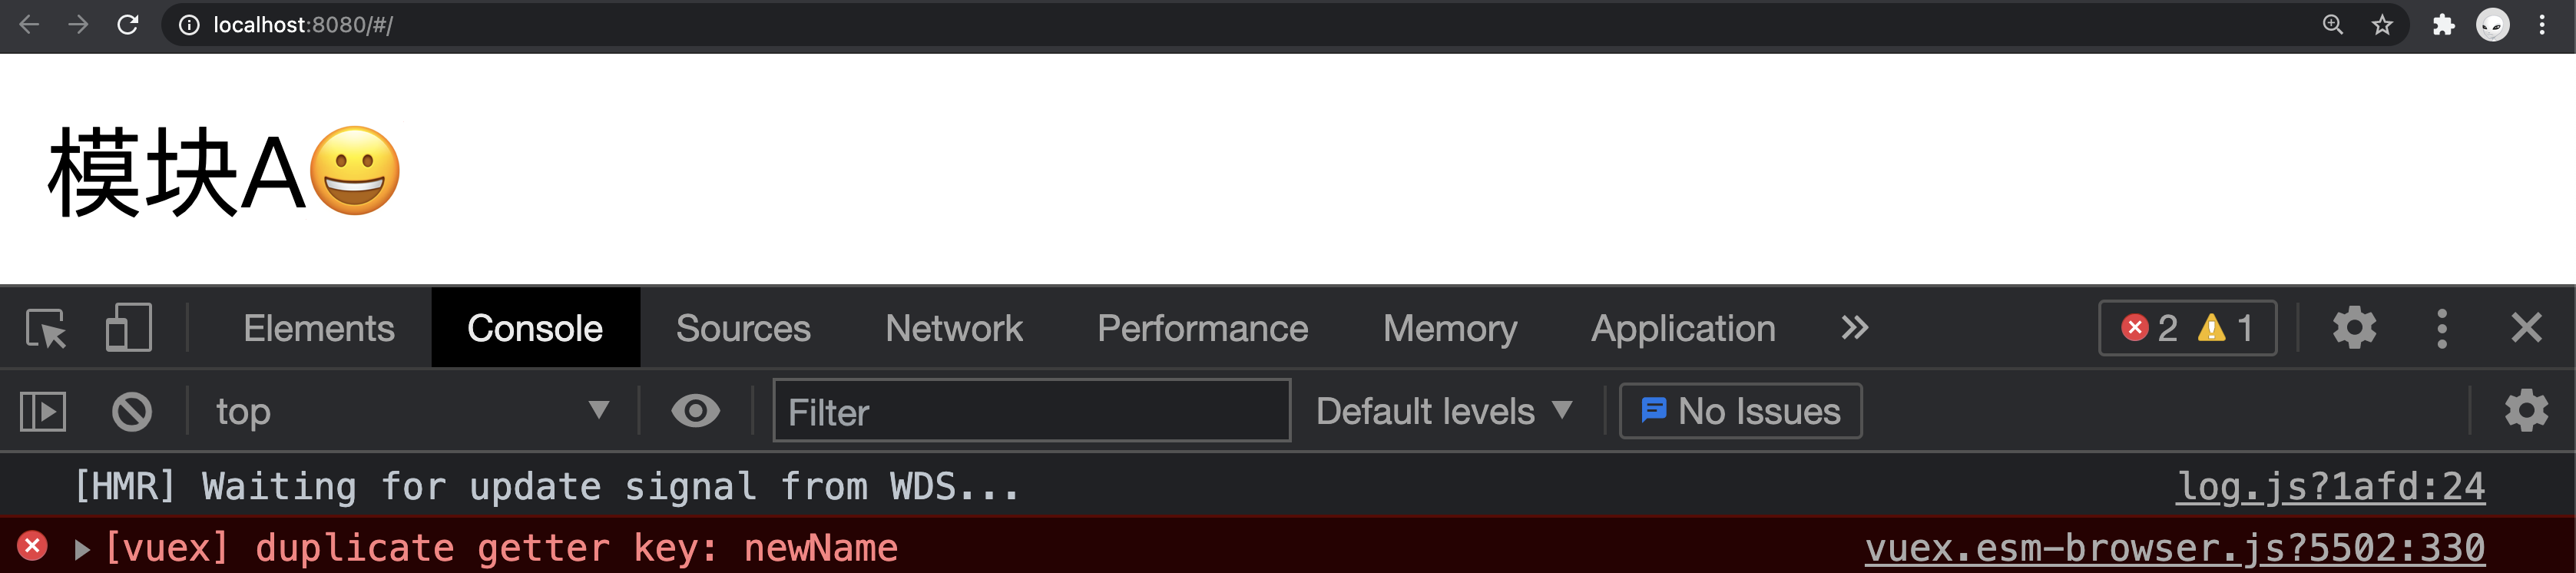 localhost:8080/#/
模块A😀
Elements Console Sources Network Performance Memory Application » 2 1
top Filter Default levels No Issues
[HMR] Waiting for update signal from WDS... log.js?1afd:24
[vuex] duplicate getter key: newName vuex.esm-browser.js?5502:330